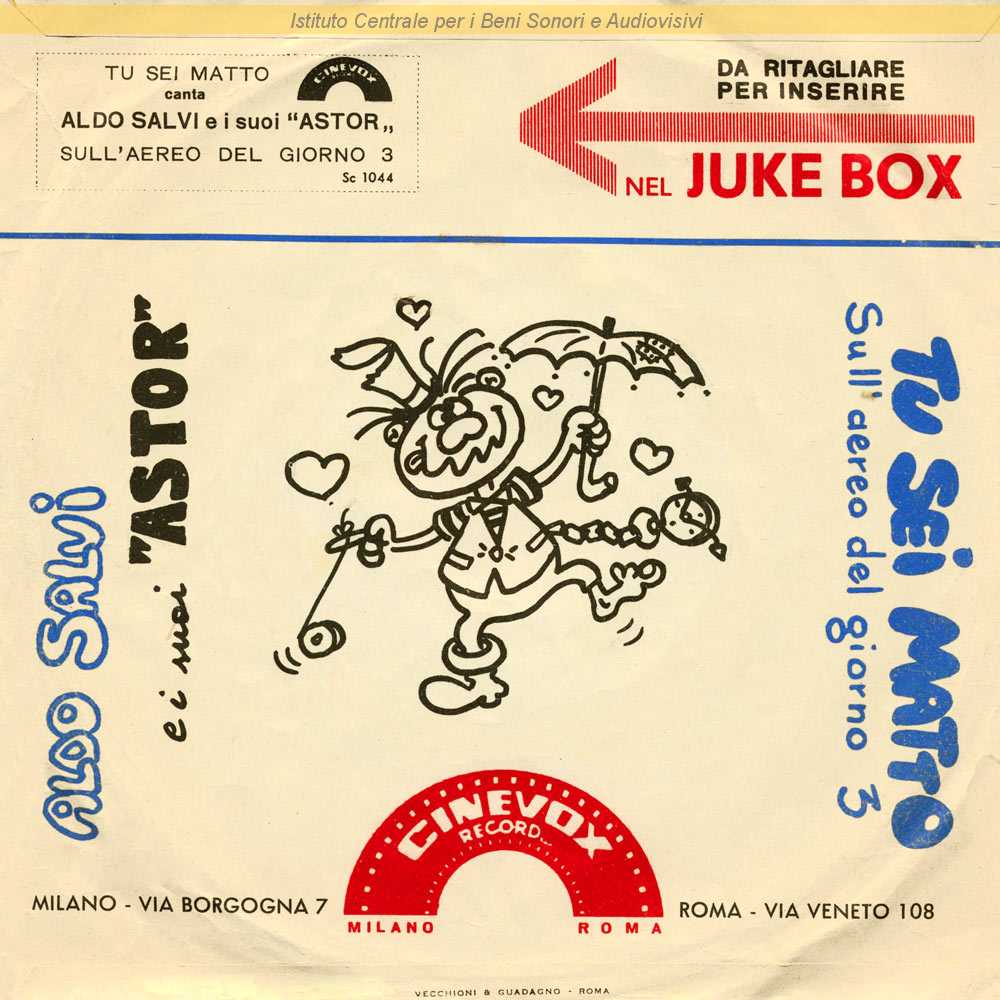 Istituto Centrale per i Beni Sonori e Audiovisivi
TU SEI MATTO
CINEVOX
canta
ALDO SALVI e i suoi "ASTOR„
SULL'AEREO DEL GIORNO 3
Sc 1044
DA RITAGLIARE
PER INSERIRE
NEL JUKE BOX
ALDO SALVI
e i suoi "ASTOR"
TU SEI MATTO
Sull'aereo del giorno 3
CINEVOX
RECORD
MILANO ROMA
MILANO - VIA BORGOGNA 7
ROMA - VIA VENETO 108
VECCHIONI & GUADAGNO - ROMA